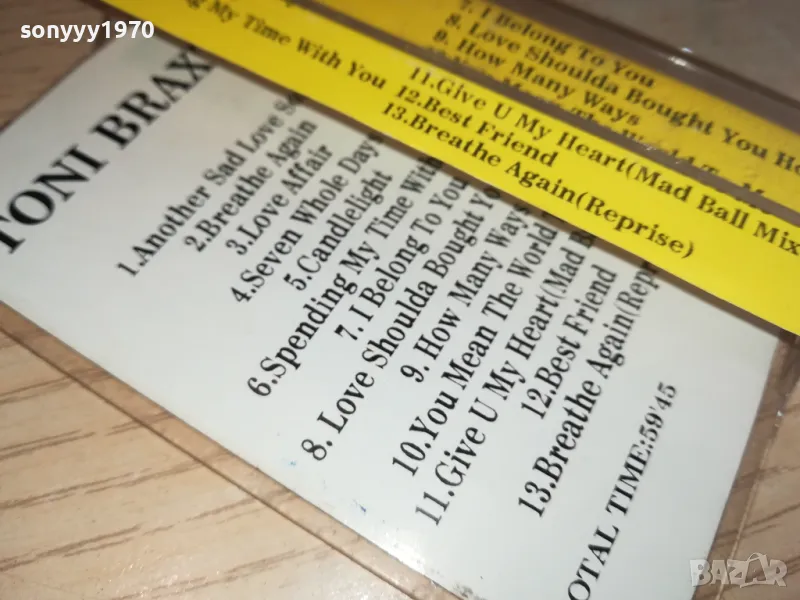 sonyyy1970
7. I Belong To You
8. Love Shoulda Bought You Ho
9. How Many Ways
My Time With You
11.Give U My Heart(Mad Ball Mix
12.Best Friend
13.Breathe Again(Reprise)
TONI BRAX
1.Another Sad Love So
2.Breathe Again
3.Love Affair
4.Seven Whole Days
5.Candlelight
6.Spending My Time With
7. I Belong To You
8. Love Shoulda Bought Yo
9. How Many Ways
10.You Mean The World
11.Give U My Heart(Mad B
12.Best Friend
13.Breathe Again(Repr
OTAL TIME:59'45
BAZAR